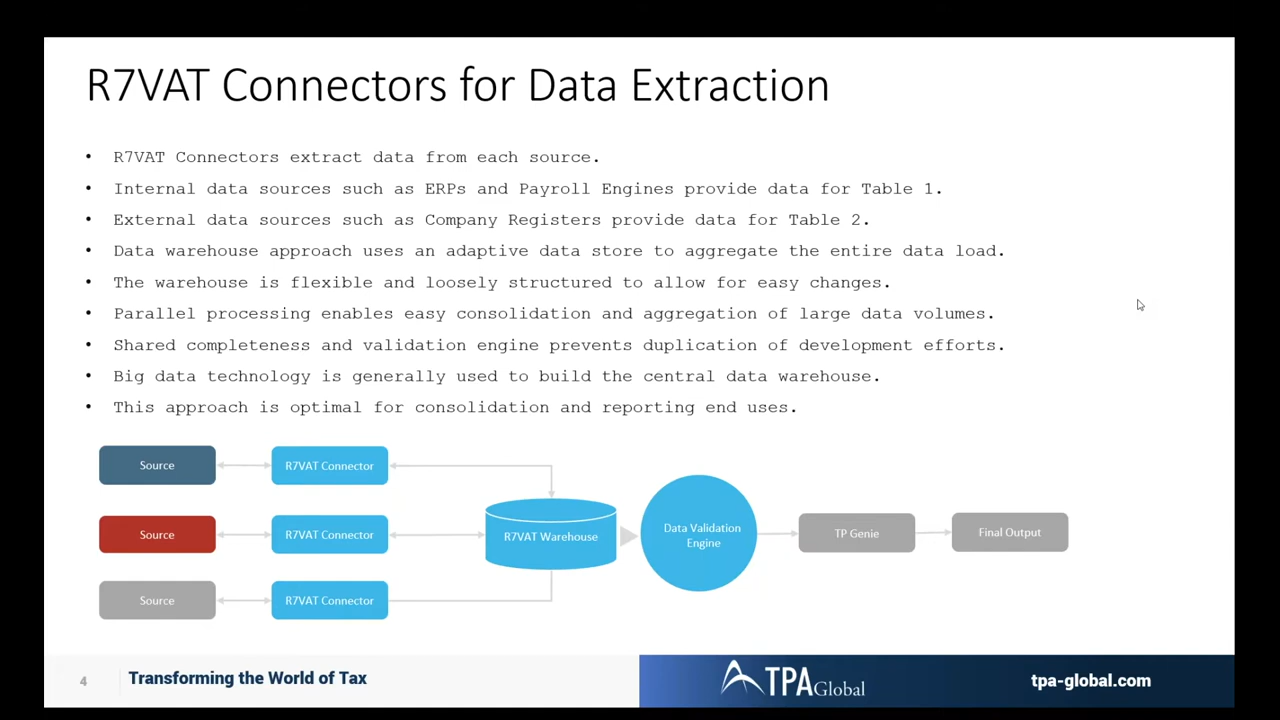 R7VAT Connectors for Data Extraction
• R7VAT Connectors extract data from each source.
• Internal data sources such as ERPs and Payroll Engines provide data for Table 1.
• External data sources such as Company Registers provide data for Table 2.
• Data warehouse approach uses an adaptive data store to aggregate the entire data load.
• The warehouse is flexible and loosely structured to allow for easy changes.
• Parallel processing enables easy consolidation and aggregation of large data volumes.
• Shared completeness and validation engine prevents duplication of development efforts.
• Big data technology is generally used to build the central data warehouse.
• This approach is optimal for consolidation and reporting end uses.
Source
R7VAT Connector
Source
R7VAT Connector
Source
R7VAT Connector
R7VAT Warehouse
Data Validation
Engine
TP Genie
Final Output
4
Transforming the World of Tax
TPA Global
tpa-global.com